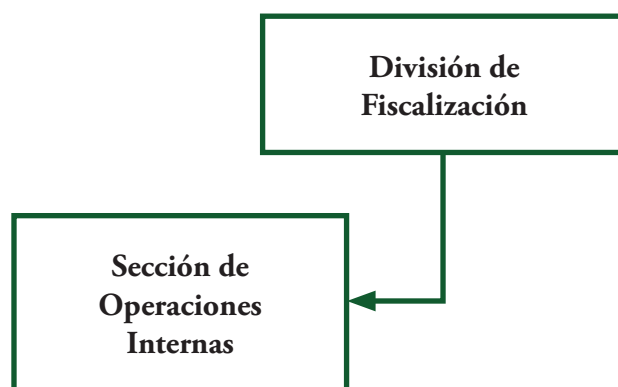 División de
Fiscalización
Sección de
Operaciones
Internas